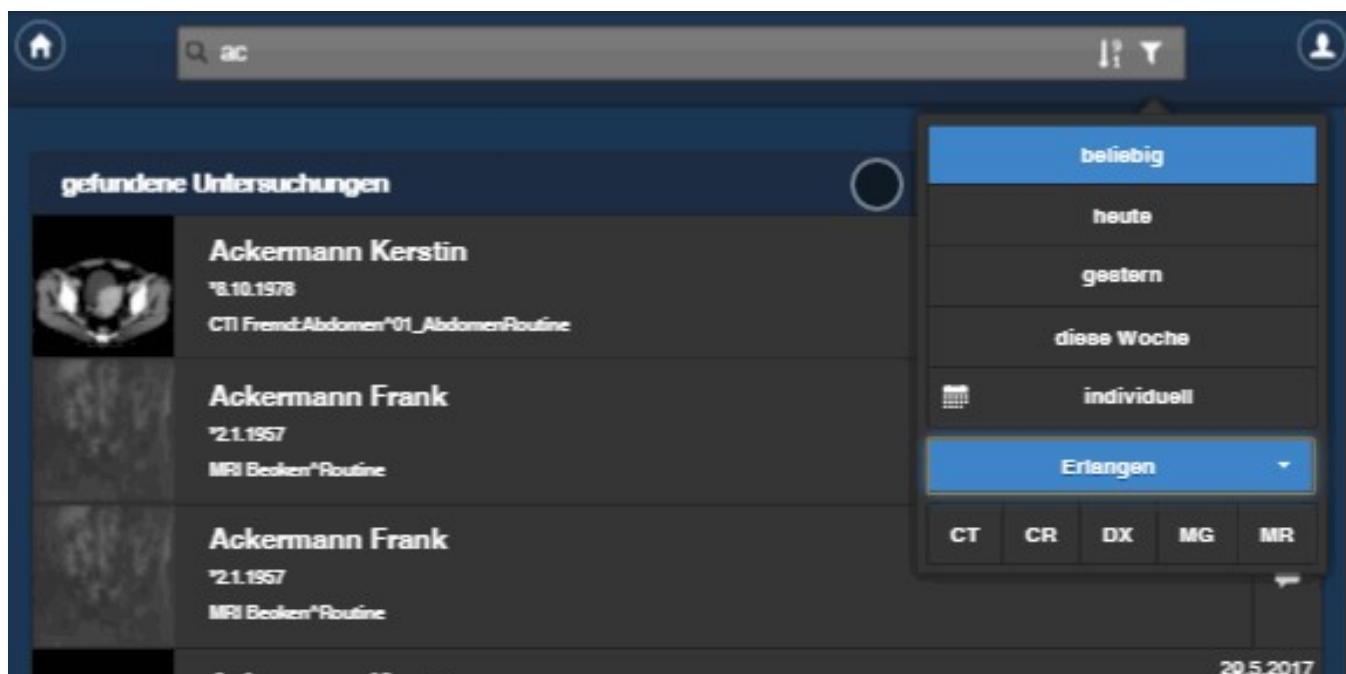 ac
beliebig
heute
gestern
diese Woche
individuell
Erlangen
CT CR DX MG MR
gefundene Untersuchungen
Ackermann Kerstin
*8.10.1978
CT| Fremd:Abdomen^01_AbdomenRoutine
Ackermann Frank
*2.1.1957
MR| Becken^Routine
Ackermann Frank
*2.1.1957
MR| Becken^Routine
29.5.2017